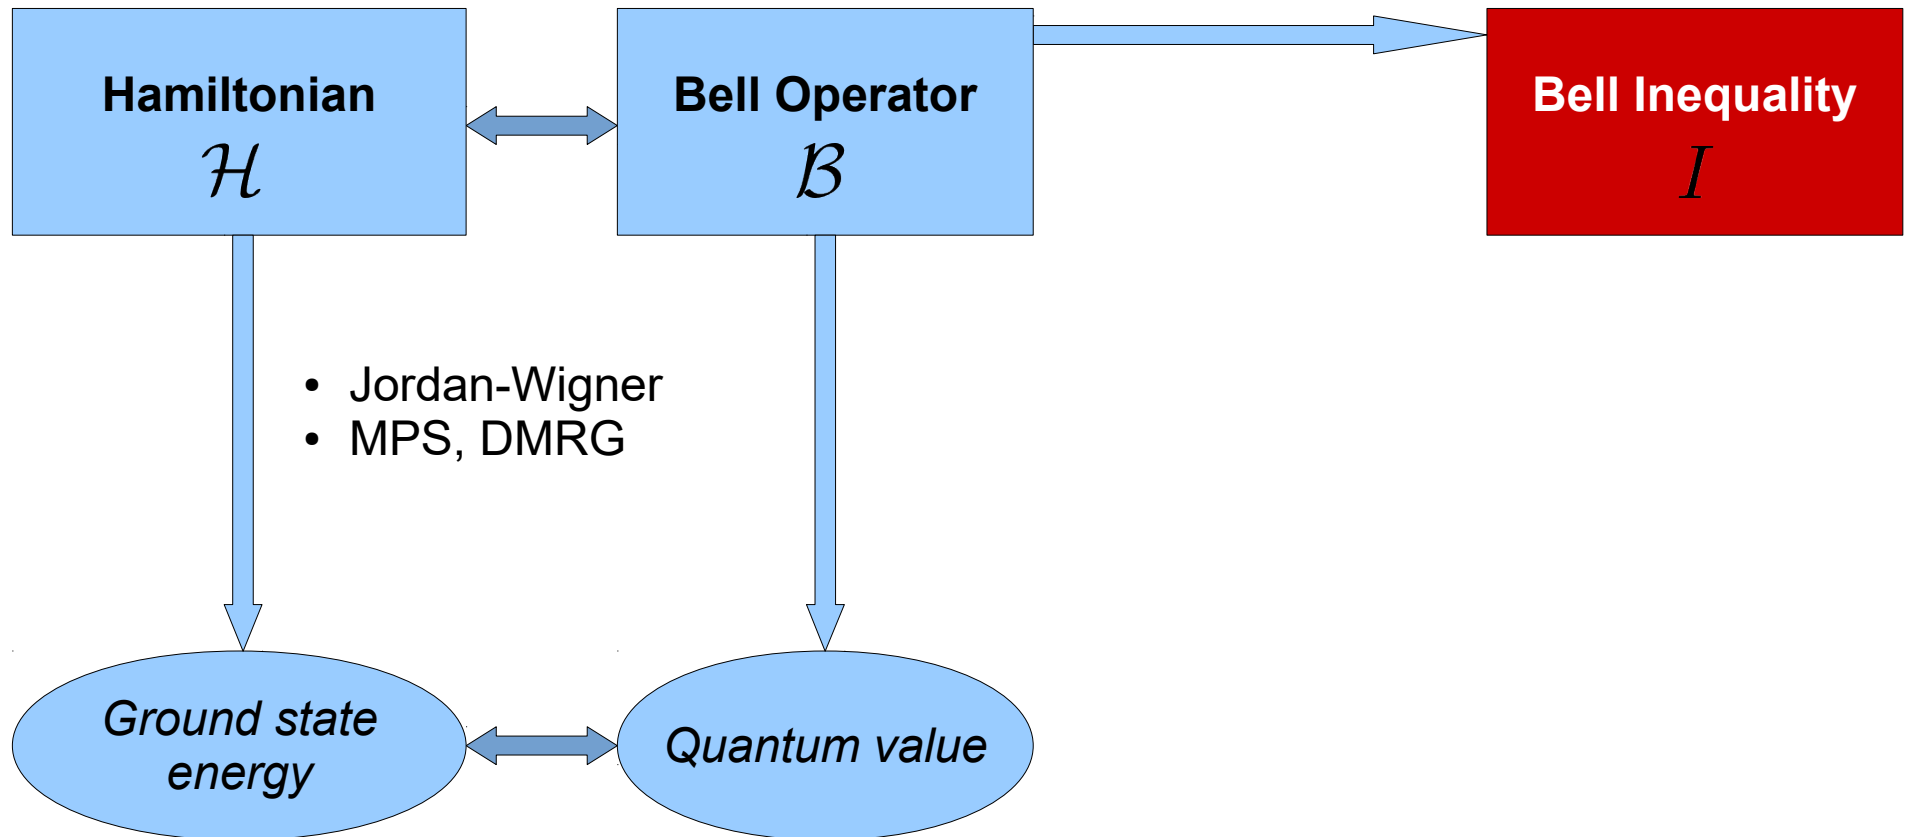 Hamiltonian
ℋ
Bell Operator
ℬ
Bell Inequality
I
• Jordan-Wigner
• MPS, DMRG
Ground state
energy
Quantum value